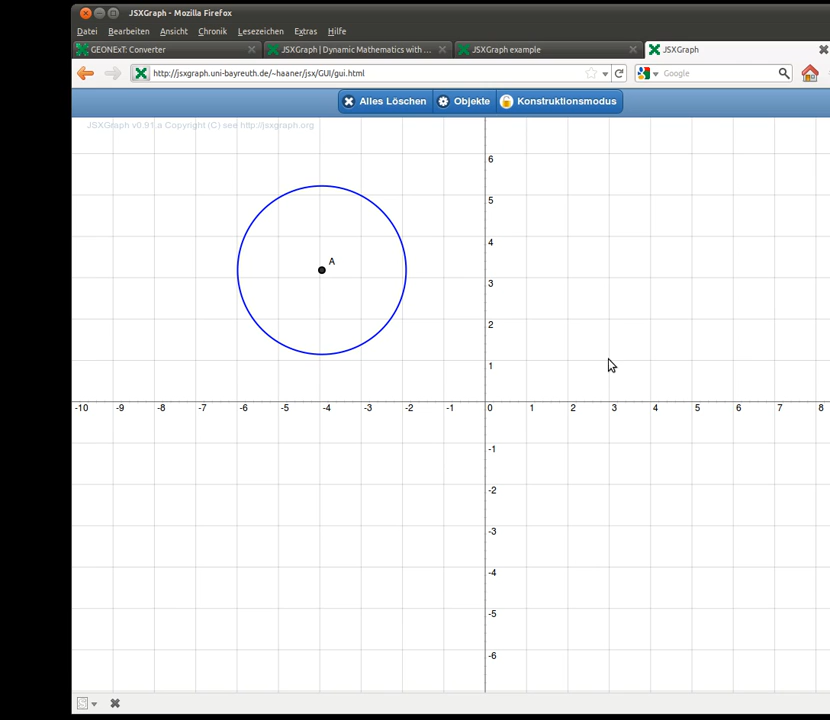 JSXGraph - Mozilla Firefox
Datei Bearbeiten Ansicht Chronik Lesezeichen Extras Hilfe
GEONExT: Converter JSXGraph | Dynamic Mathematics with ... JSXGraph example JSXGraph
http://jsxgraph.uni-bayreuth.de/~haaner/jsx/GUI/gui.html Google
Alles Löschen Objekte Konstruktionsmodus
JSXGraph v0.91.a Copyright (C) see http://jsxgraph.org
6
5
4
A
3
2
1
-10 -9 -8 -7 -6 -5 -4 -3 -2 -1 0 1 2 3 4 5 6 7 8
-1
-2
-3
-4
-5
-6